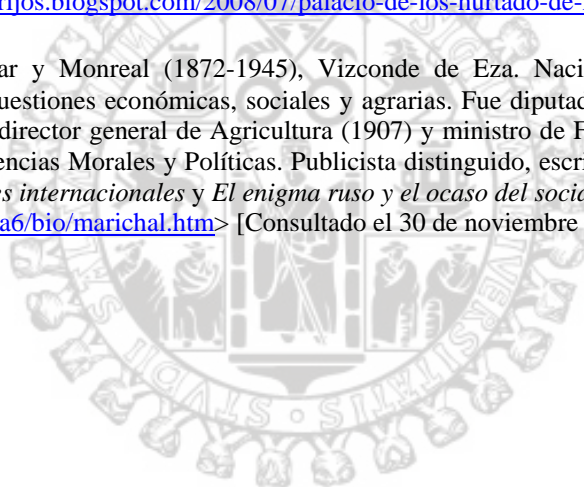 rijos.blogspot.com/2008/07/palacio-de-los-hurtado-de-
ar y Monreal (1872-1945), Vizconde de Eza. Naci
uestiones económicas, sociales y agrarias. Fue diputad
director general de Agricultura (1907) y ministro de F
encias Morales y Políticas. Publicista distinguido, escri
es internacionales y El enigma ruso y el ocaso del socia
a6/bio/marichal.htm> [Consultado el 30 de noviembre